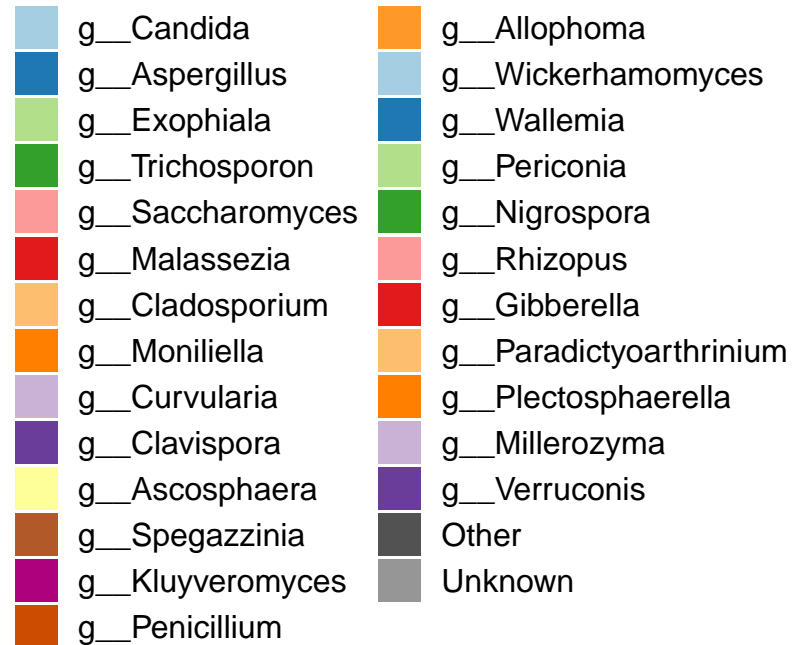 g__Candida
g__Aspergillus
g__Exophiala
g__Trichosporon
g__Saccharomyces
g__Malassezia
g__Cladosporium
g__Moniliella
g__Curvularia
g__Clavispora
g__Ascosphaera
g__Spegazzinia
g__Kluyveromyces
g__Penicillium
g__Allophoma
g__Wickerhamomyces
g__Wallemia
g__Periconia
g__Nigrospora
g__Rhizopus
g__Gibberella
g__Paradictyoarthrinium
g__Plectosphaerella
g__Millerozyma
g__Verruconis
Other
Unknown